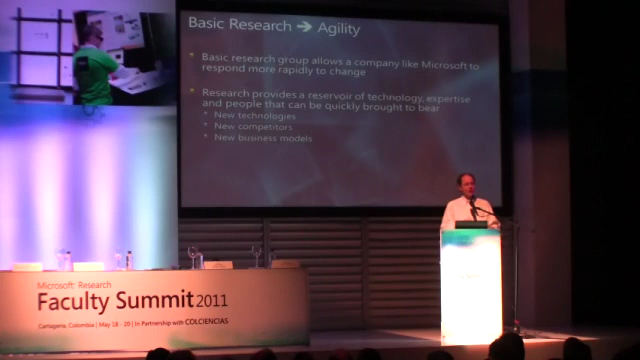 Basic Research → Agility
Basic research group allows a company like Microsoft to
respond more rapidly to change
Research provides a reservoir of technology, expertise
and people that can be quickly brought to bear
New technologies
New competitors
New business models
Microsoft Research
Faculty Summit 2011
Cartagena, Colombia | May 18 - 20 | In Partnership with COLCIENCIAS